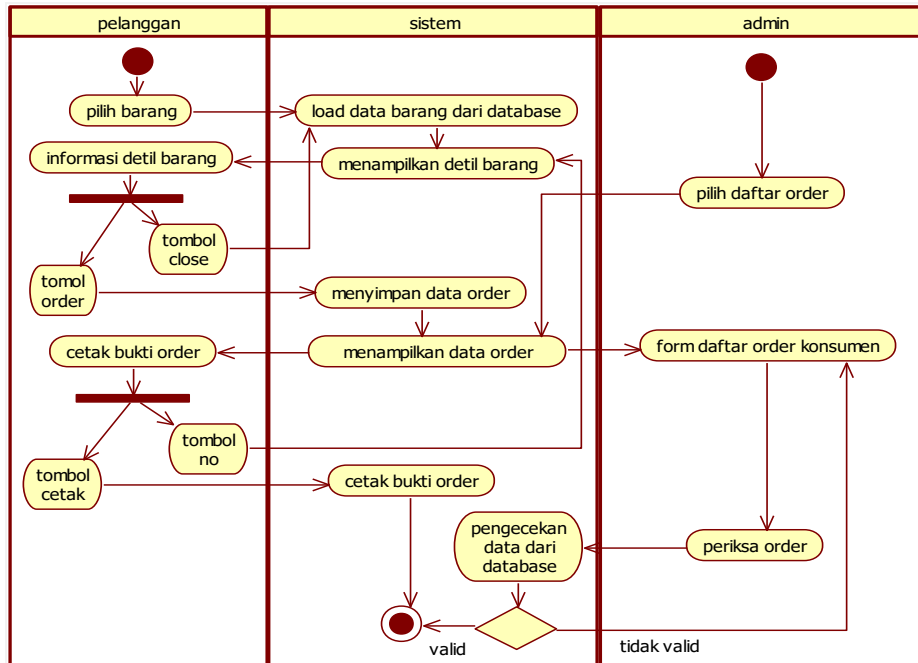 pelanggan
sistem
admin
pilih barang
load data barang dari database
informasi detil barang
menampilkan detil barang
pilih daftar order
tombol
close
tomol
order
menyimpan data order
cetak bukti order
menampilkan data order
form daftar order konsumen
tombol
no
tombol
cetak
cetak bukti order
pengecekan
data dari
database
periksa order
valid
tidak valid